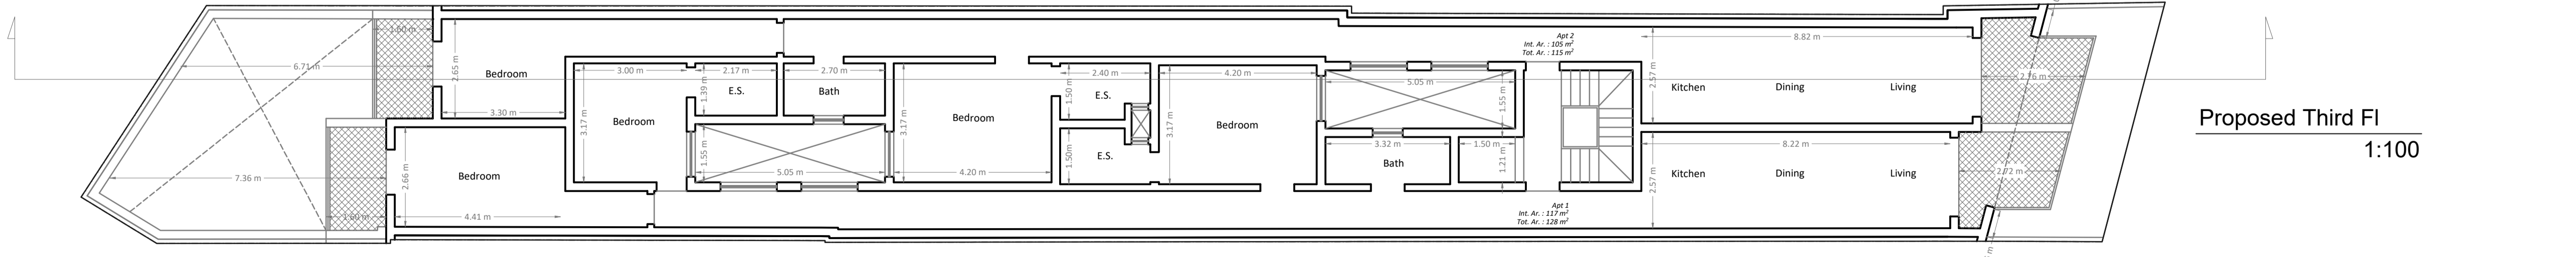 1.60 m
6.71 m
2.65 m
Bedroom
3.30 m
3.00 m
2.17 m
1.39 m
E.S.
2.70 m
Bath
3.17 m
Bedroom
1.55 m
5.05 m
3.17 m
Bedroom
4.20 m
2.40 m
1.50 m
E.S.
1.50m
E.S.
4.20 m
3.17 m
Bedroom
5.05 m
1.55 m
3.32 m
Bath
1.50 m
1.21 m
Apt 2
Int. Ar. : 105 m²
Tot. Ar. : 115 m²
8.82 m
2.57 m
Kitchen Dining Living
2.76 m
7.36 m
1.60 m
2.66 m
Bedroom
4.41 m
Apt 1
Int. Ar. : 117 m²
Tot. Ar. : 128 m²
8.22 m
2.57 m
Kitchen Dining Living
2.72 m
Proposed Third Fl
1:100